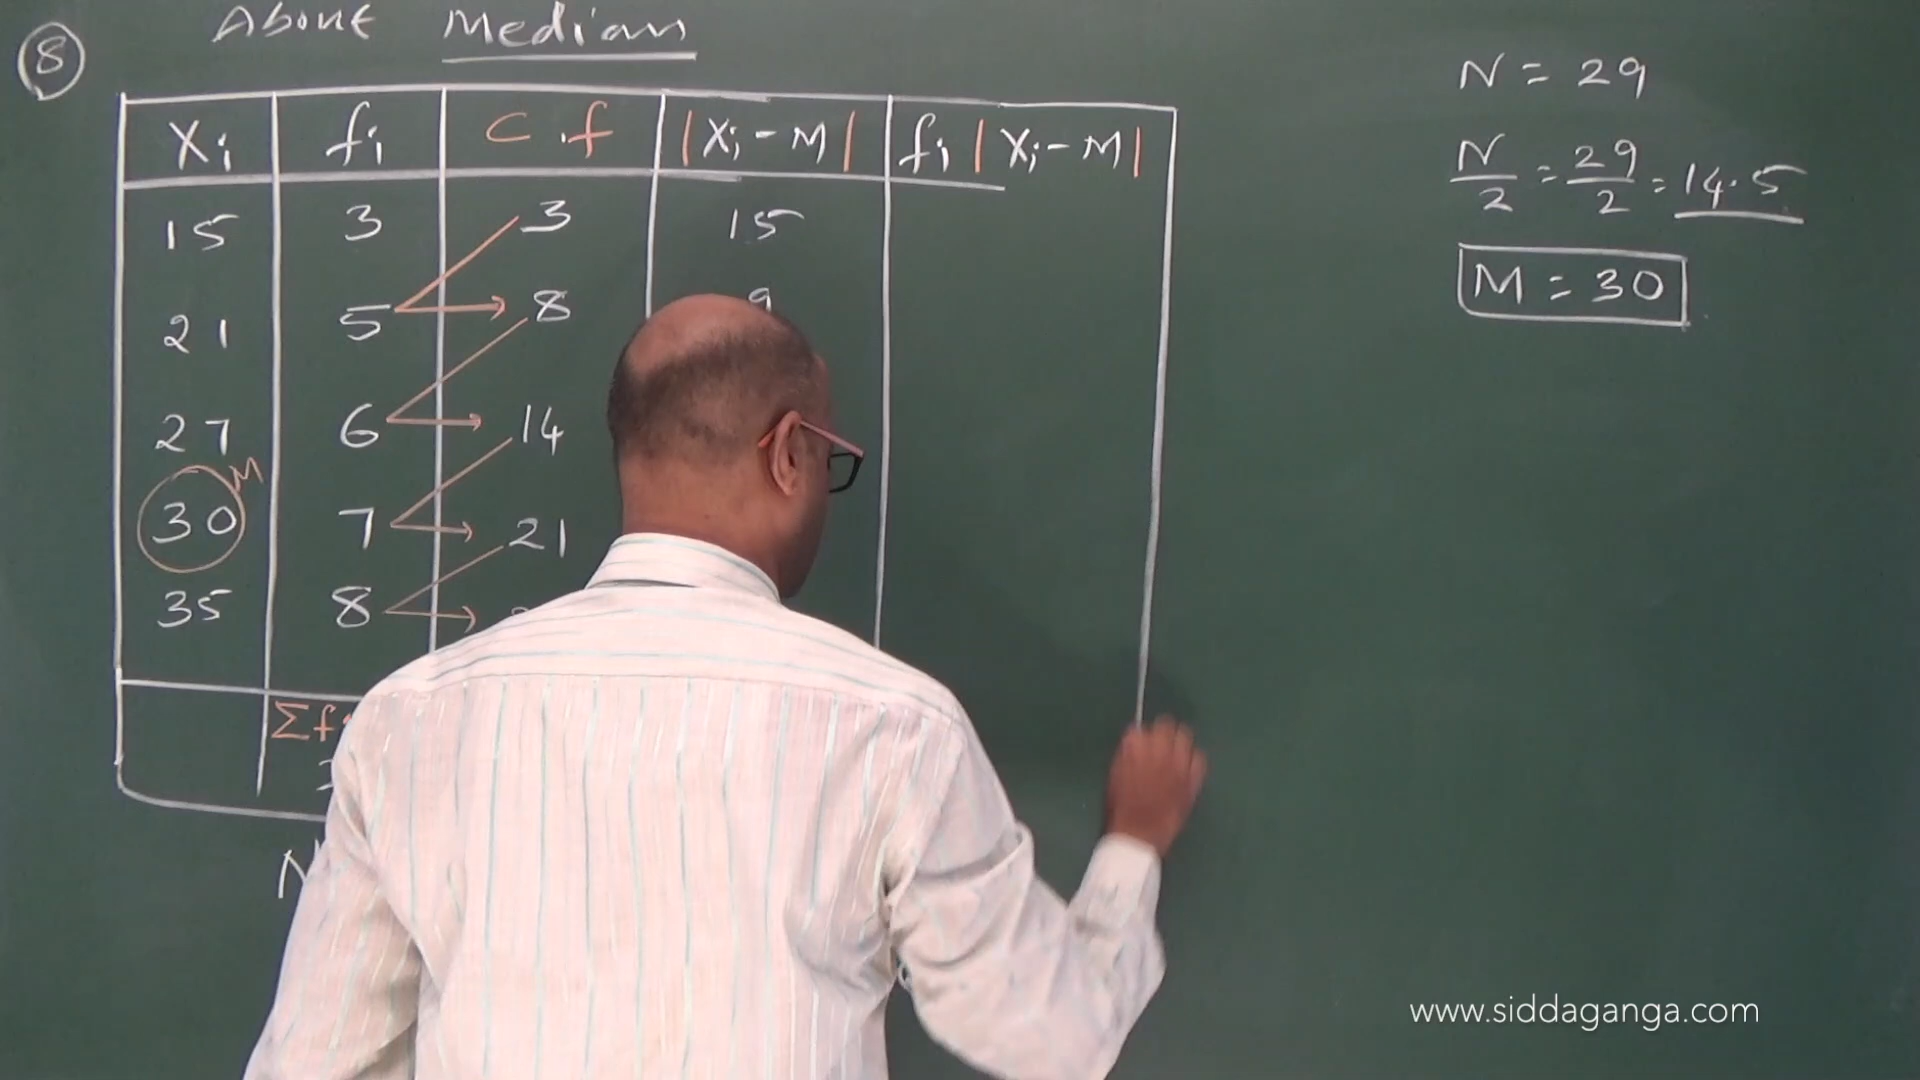 8 About Median
Xi fi C.f |Xi - M| fi |Xi - M|
15 3 3 15
21 5 8 9
27 6 14
30 M 7 21
35 8
Σf
N
N = 29
N/2 = 29/2 = 14.5
M = 30
www.siddaganga.com